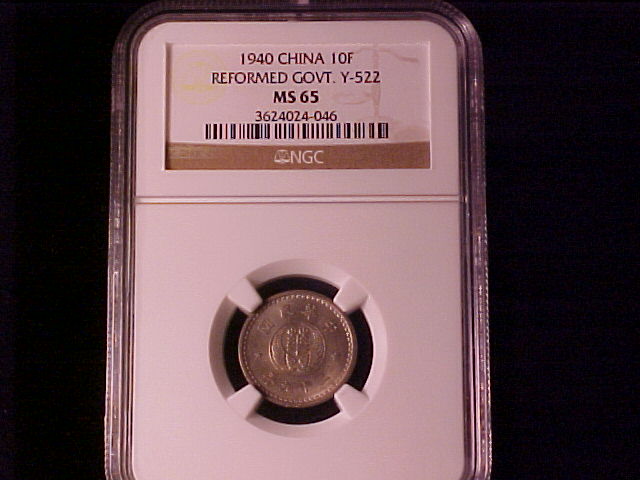 1940 CHINA 10F
REFORMED GOVT. Y-522
MS 65
3624024-046
NGC